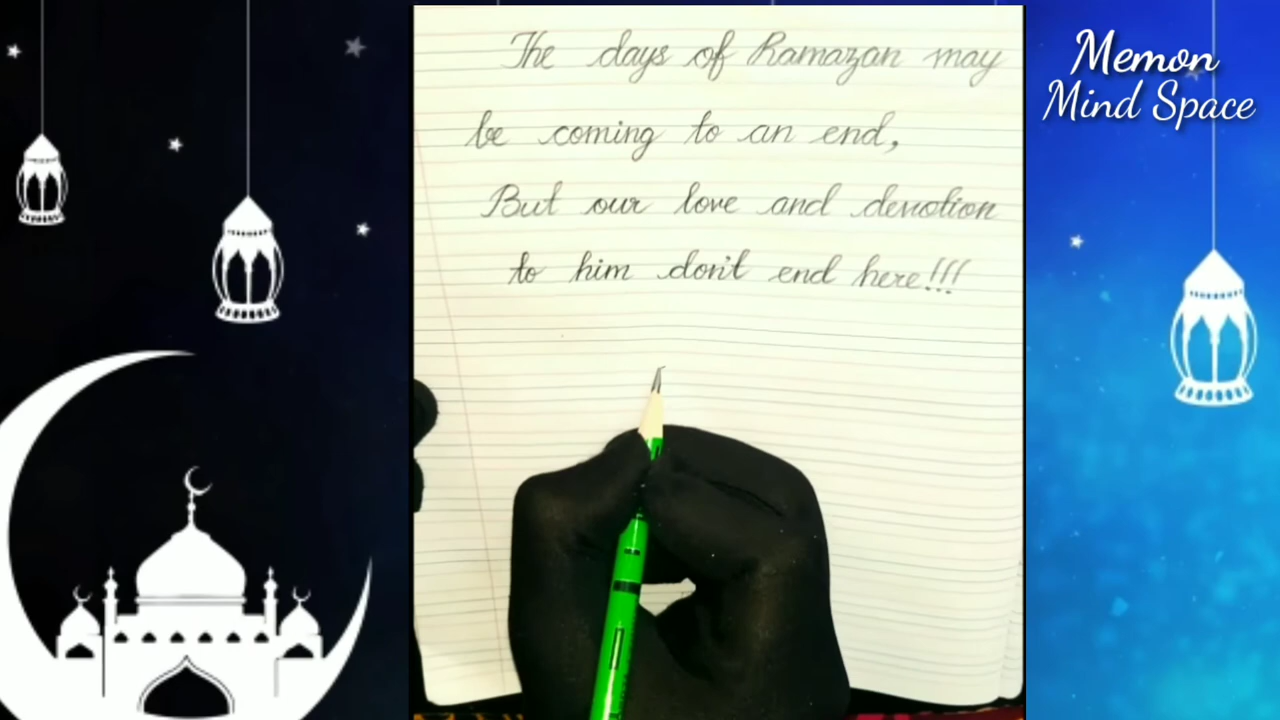 The days of Ramazan may
be coming to an end,
But our love and devotion
to him don't end here!!!
Memon
Mind Space